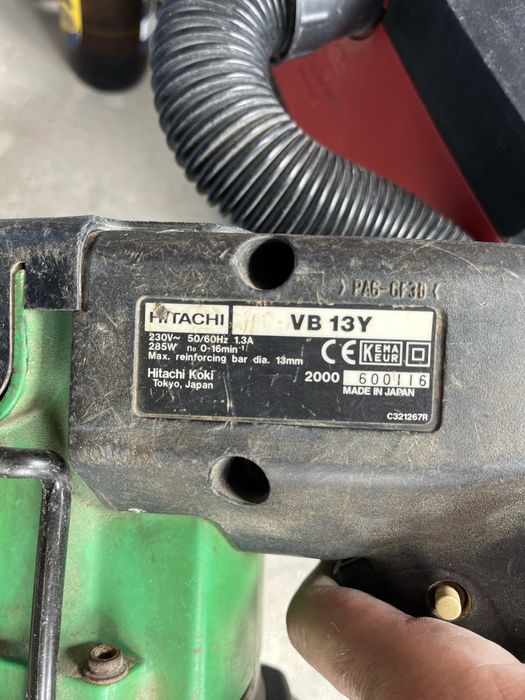 >PA6-GF30<
HITACHI VB 13Y
230V~ 50/60Hz 1.3A
285W no 0-16min-1
Max. reinforcing bar dia. 13mm
CE KEMA KEUR
Hitachi Koki
Tokyo, Japan
2000 600116
MADE IN JAPAN
C321267R